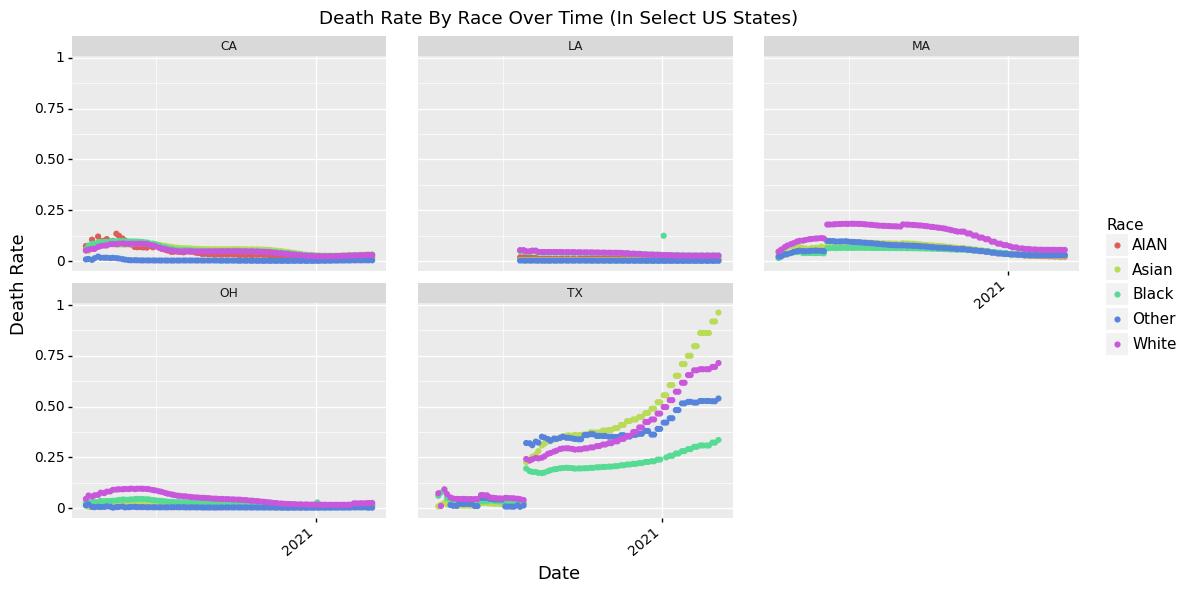 Death Rate By Race Over Time (In Select US States)
CA
LA
MA
1
0.75
0.50
0.25
0
2021
OH
TX
1
0.75
0.50
0.25
0
2021
2021
Death Rate
Date
Race
AIAN
Asian
Black
Other
White